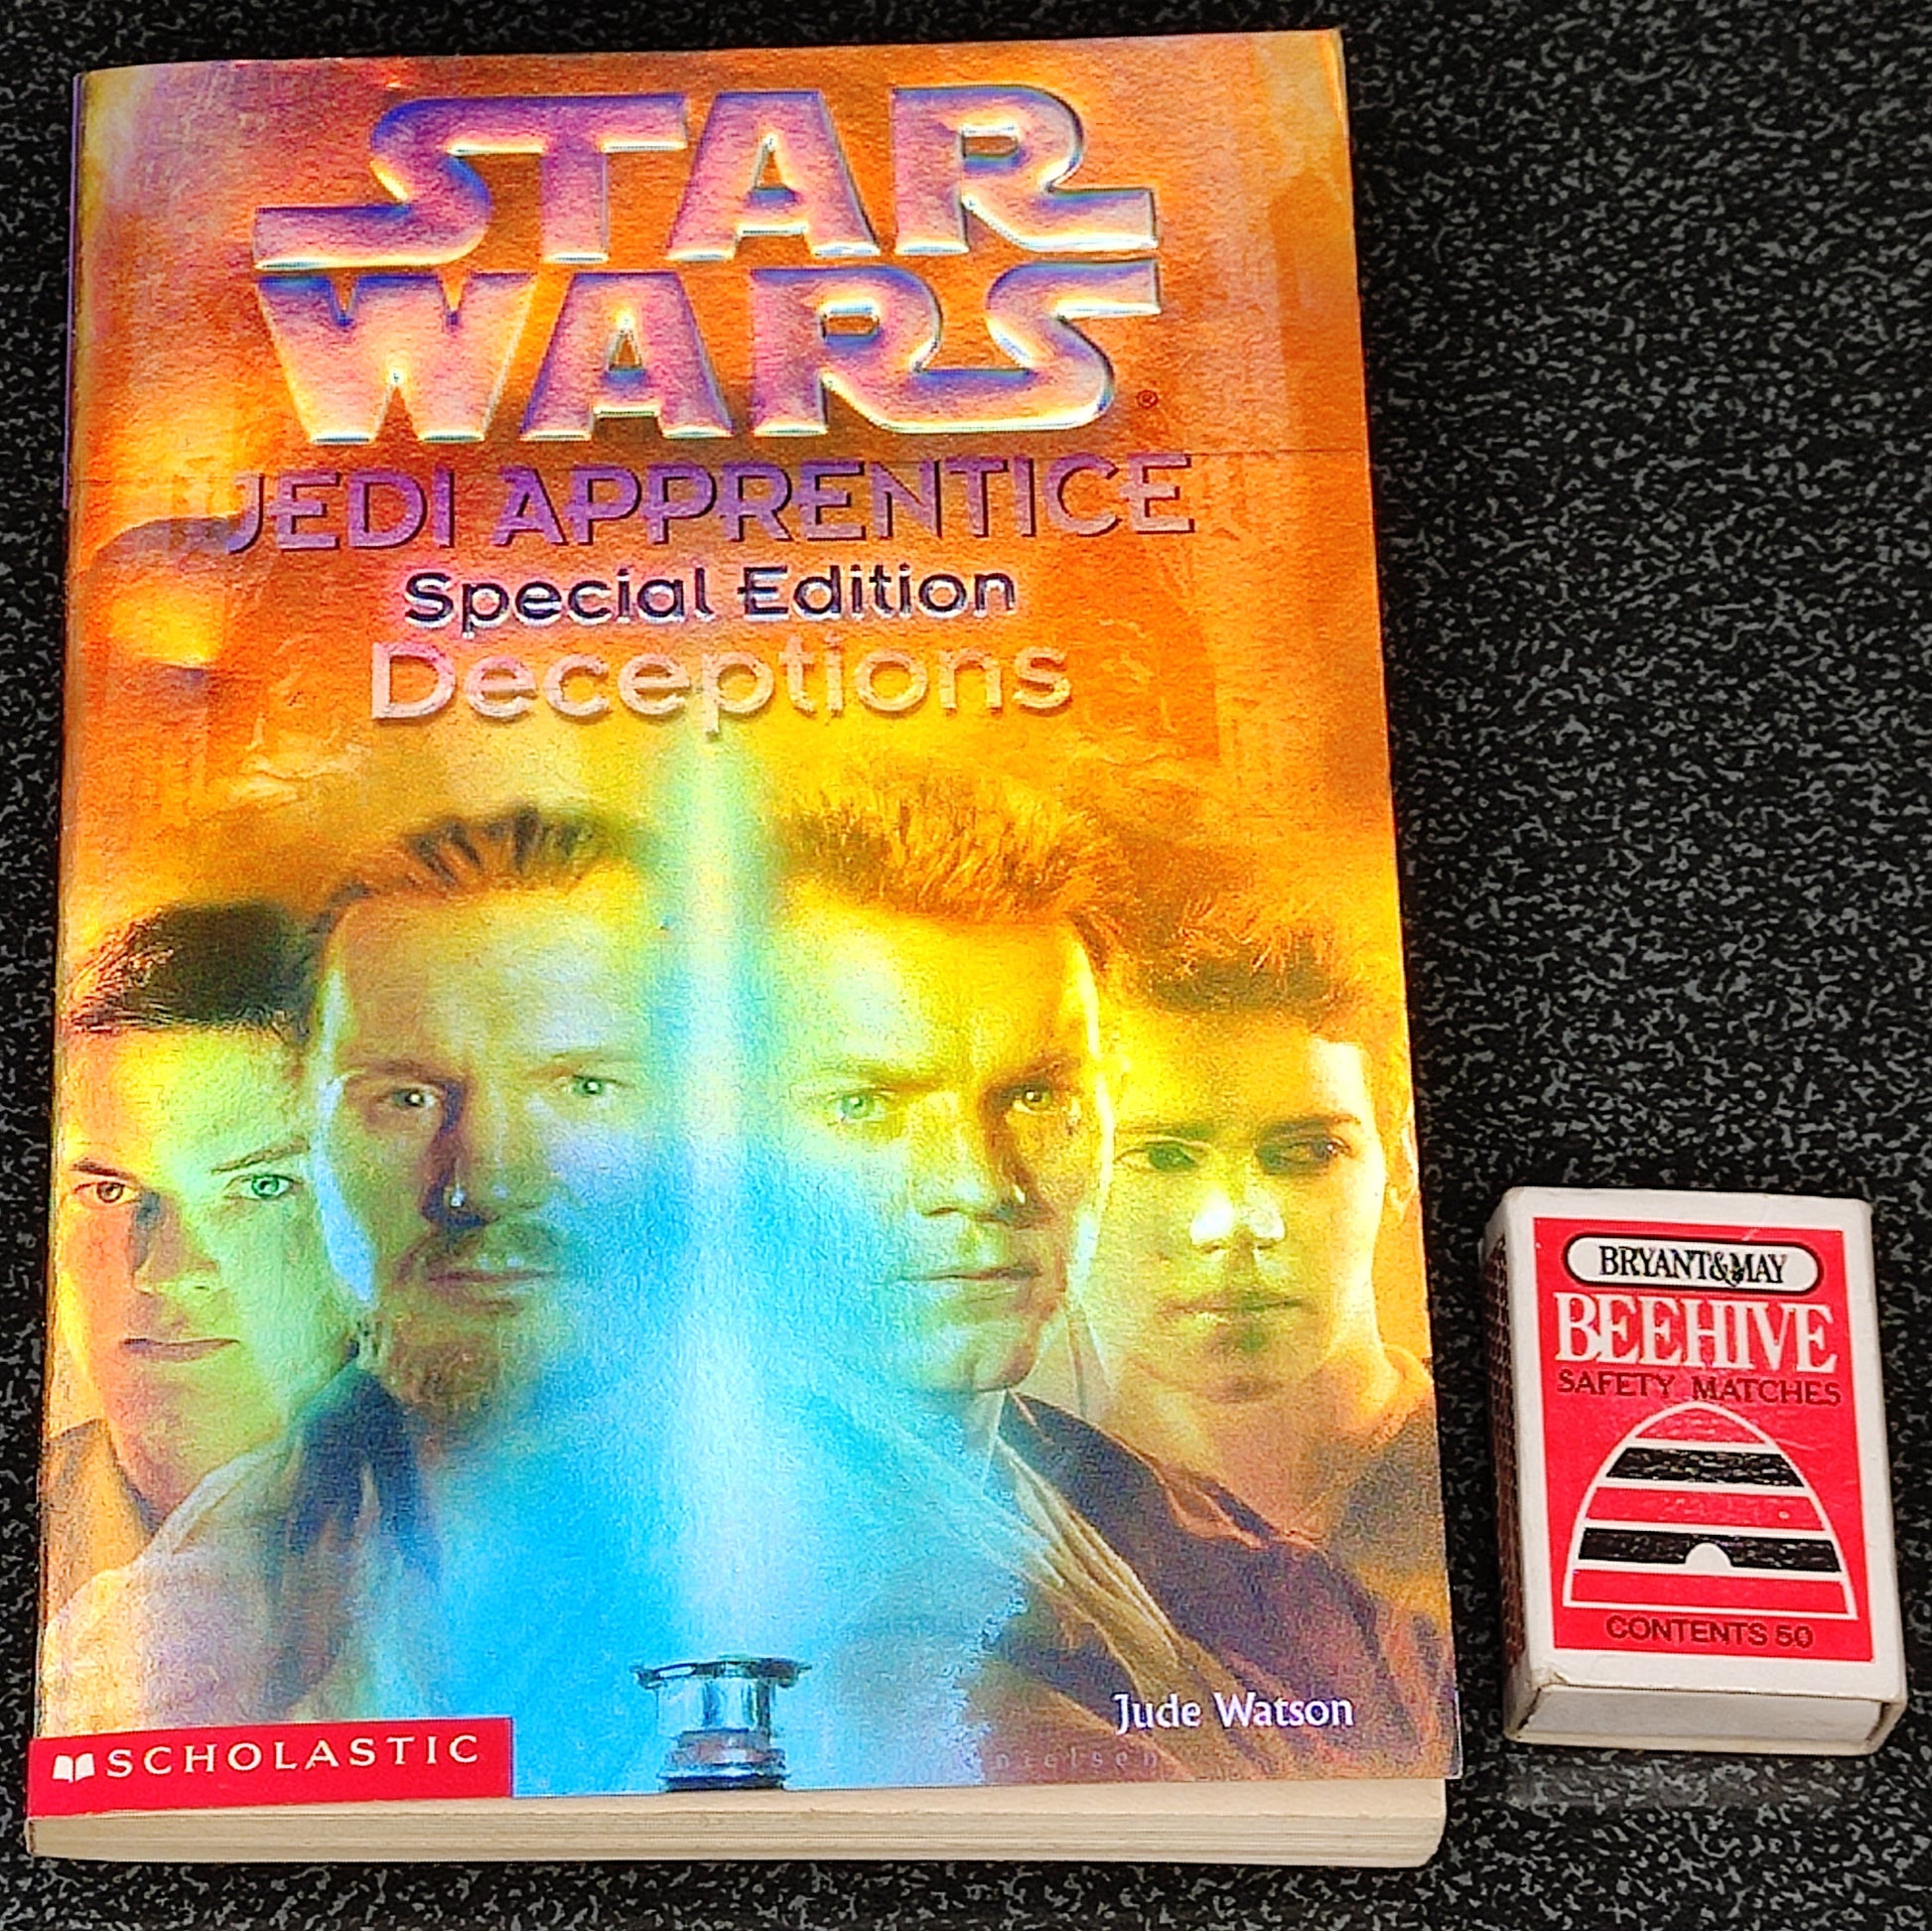 STAR
WARS®
JEDI APPRENTICE
Special Edition
Deceptions
Jude Watson
SCHOLASTIC
BRYANT&MAY
BEEHIVE
SAFETY MATCHES
CONTENTS 50